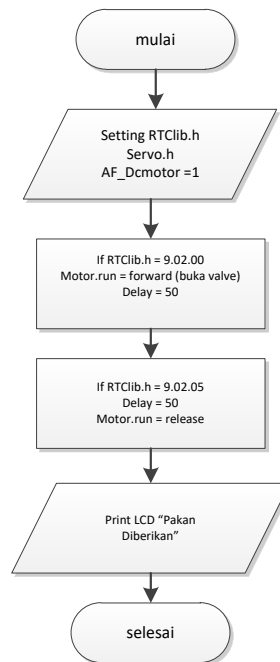 mulai
Setting RTClib.h
Servo.h
AF_Dcmotor =1
If RTClib.h = 9.02.00
Motor.run = forward (buka valve)
Delay = 50
If RTClib.h = 9.02.05
Delay = 50
Motor.run = release
Print LCD “Pakan
Diberikan”
selesai